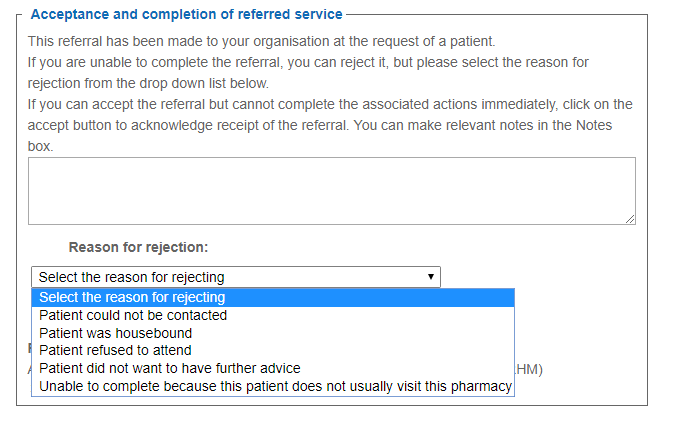 Acceptance and completion of referred service
This referral has been made to your organisation at the request of a patient.
If you are unable to complete the referral, you can reject it, but please select the reason for
rejection from the drop down list below.
If you can accept the referral but cannot complete the associated actions immediately, click on the
accept button to acknowledge receipt of the referral. You can make relevant notes in the Notes
box.
Reason for rejection:
Select the reason for rejecting
Select the reason for rejecting
Patient could not be contacted
Patient was housebound
Patient refused to attend
Patient did not want to have further advice
HM)
Unable to complete because this patient does not usually visit this pharmacy